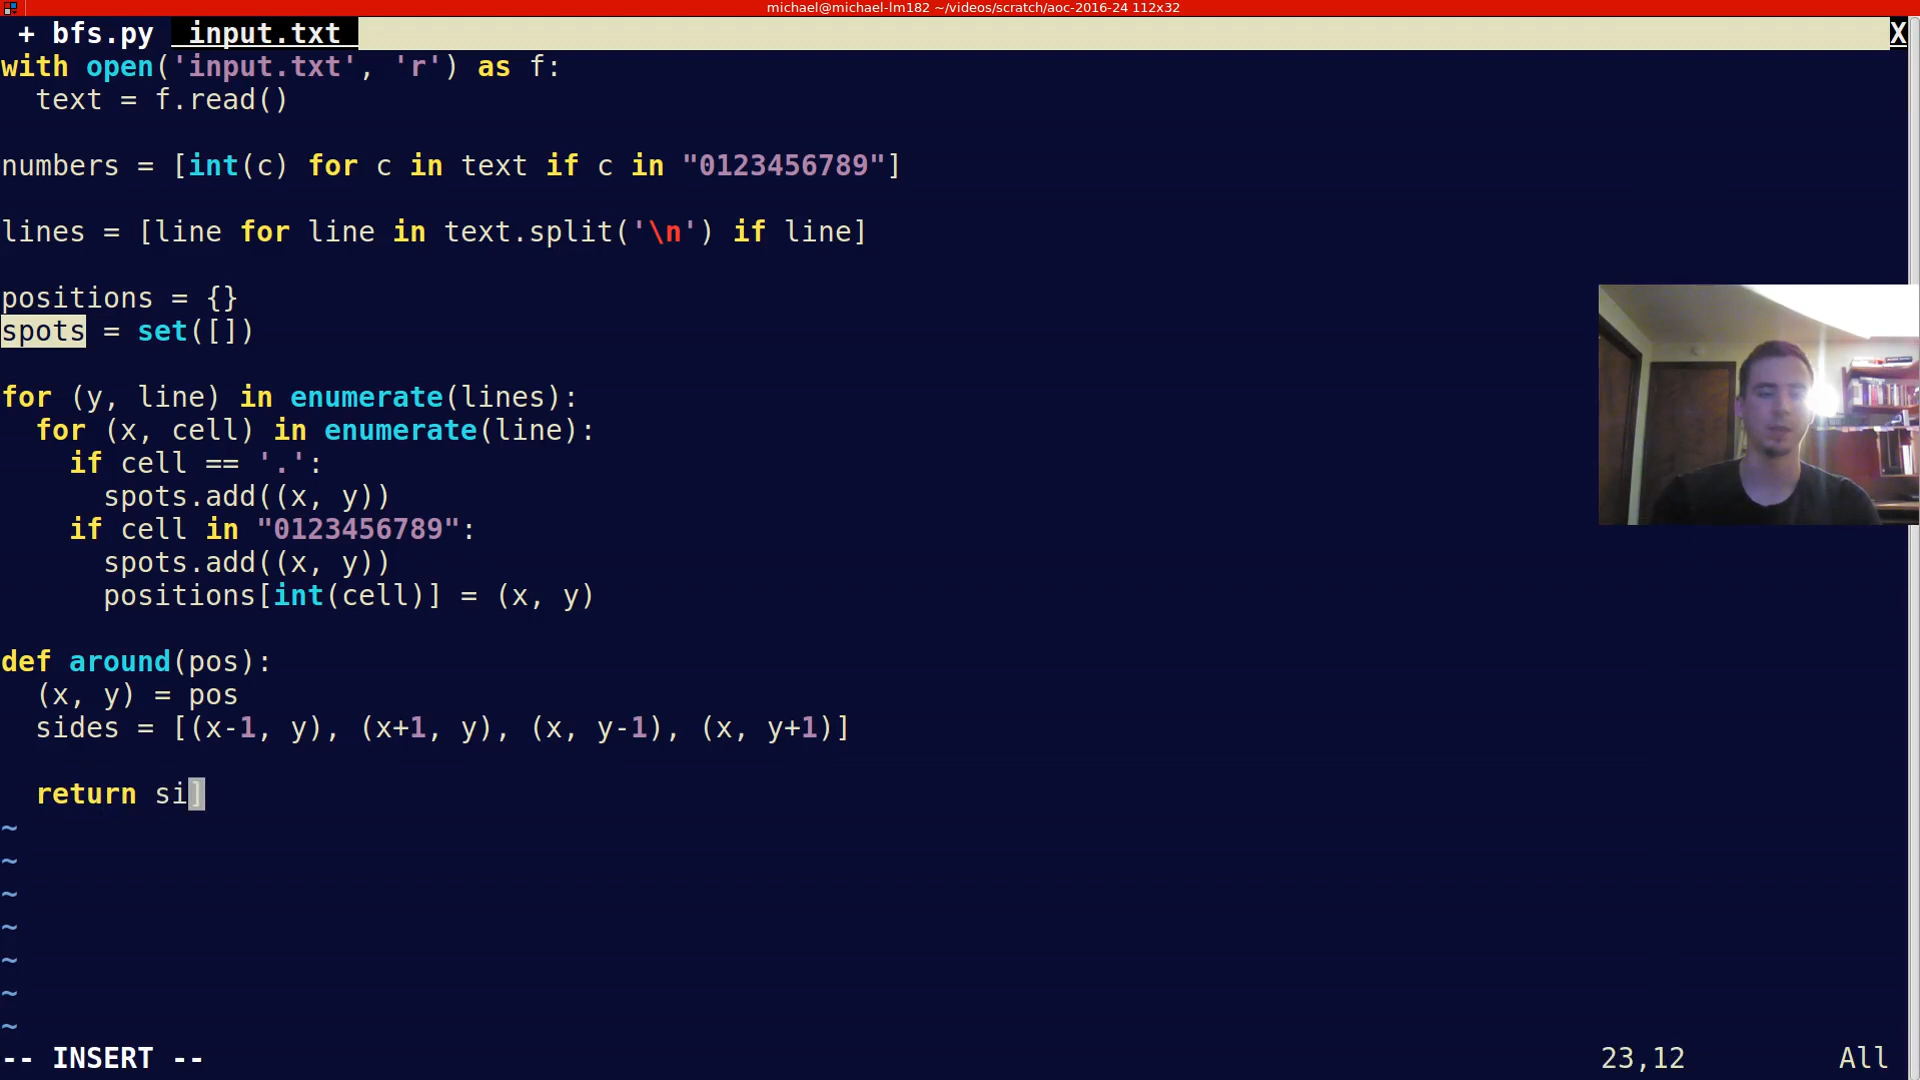 michael@michael-lm182 ~/videos/scratch/aoc-2016-24 112x32
+ bfs.py  input.txt X
with open('input.txt', 'r') as f:
  text = f.read()
numbers = [int(c) for c in text if c in "0123456789"]
lines = [line for line in text.split('\n') if line]
positions = {}
spots = set([])
for (y, line) in enumerate(lines):
  for (x, cell) in enumerate(line):
    if cell == '.':
      spots.add((x, y))
    if cell in "0123456789":
      spots.add((x, y))
      positions[int(cell)] = (x, y)
def around(pos):
  (x, y) = pos
  sides = [(x-1, y), (x+1, y), (x, y-1), (x, y+1)]
  return si]
~
~
~
~
~
~
~
-- INSERT -- 23,12 All